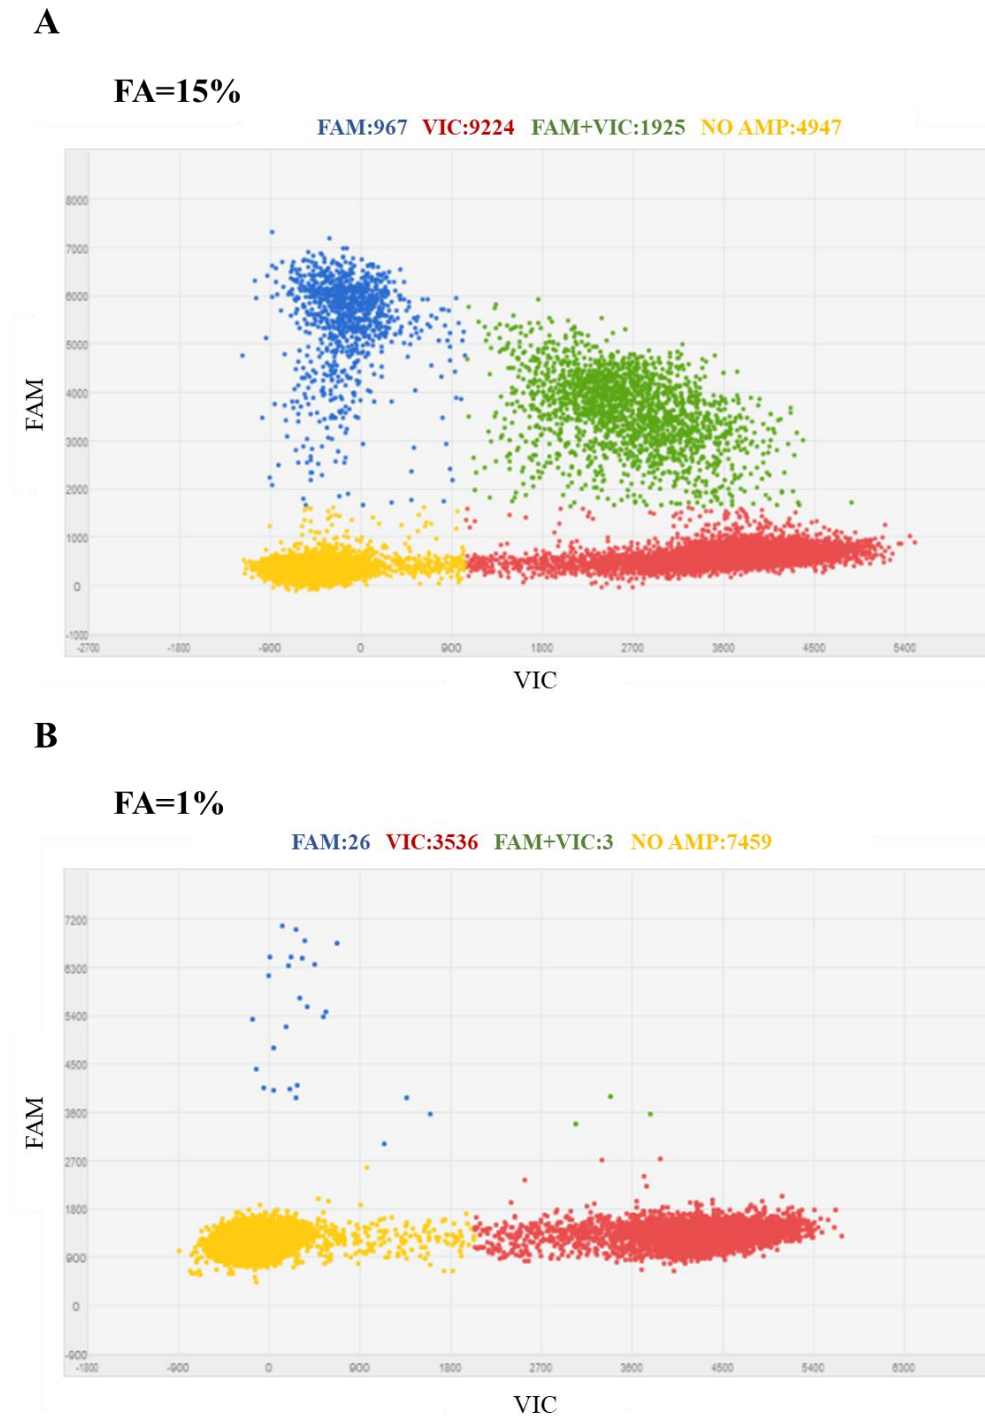 A
FA=15%
FAM:967 VIC:9224 FAM+VIC:1925 NO AMP:4947
8000
7000
6000
5000
4000
3000
2000
1000
0
-1000
FAM
-2700 -1800 -900 0 900 1800 2700 3600 4500 5400
VIC
B
FA=1%
FAM:26 VIC:3536 FAM+VIC:3 NO AMP:7459
7200
6300
5400
4500
3600
2700
1800
900
0
-900
FAM
-1800 -900 0 900 1800 2700 3600 4500 5400 6300
VIC